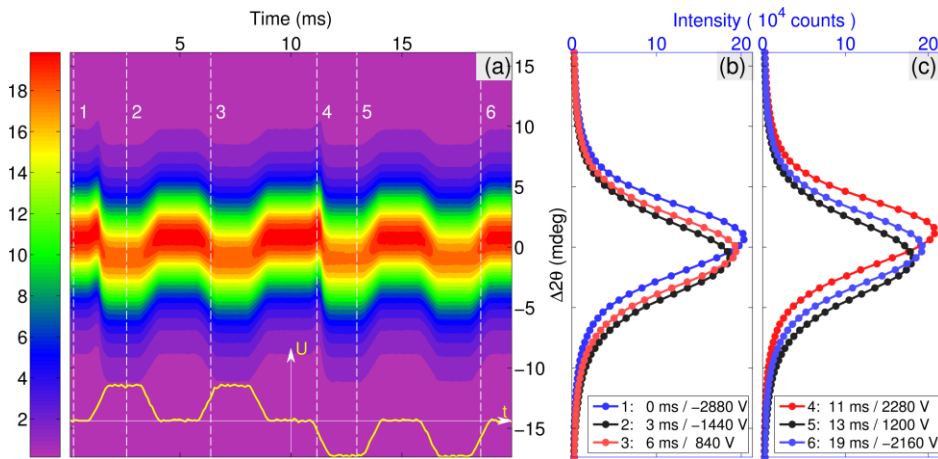 Time (ms)
Intensity ( 10⁴ counts )
5 10 15
0 10 20 0 10 20
(a) (b) (c)
1 2 3 4 5 6
18
16
14
12
10
8
6
4
2
15
10
5
0
−5
−10
−15
Δ2θ (mdeg)
U
t
1: 0 ms / −2880 V
2: 3 ms / −1440 V
3: 6 ms / 840 V
4: 11 ms / 2280 V
5: 13 ms / 1200 V
6: 19 ms / −2160 V